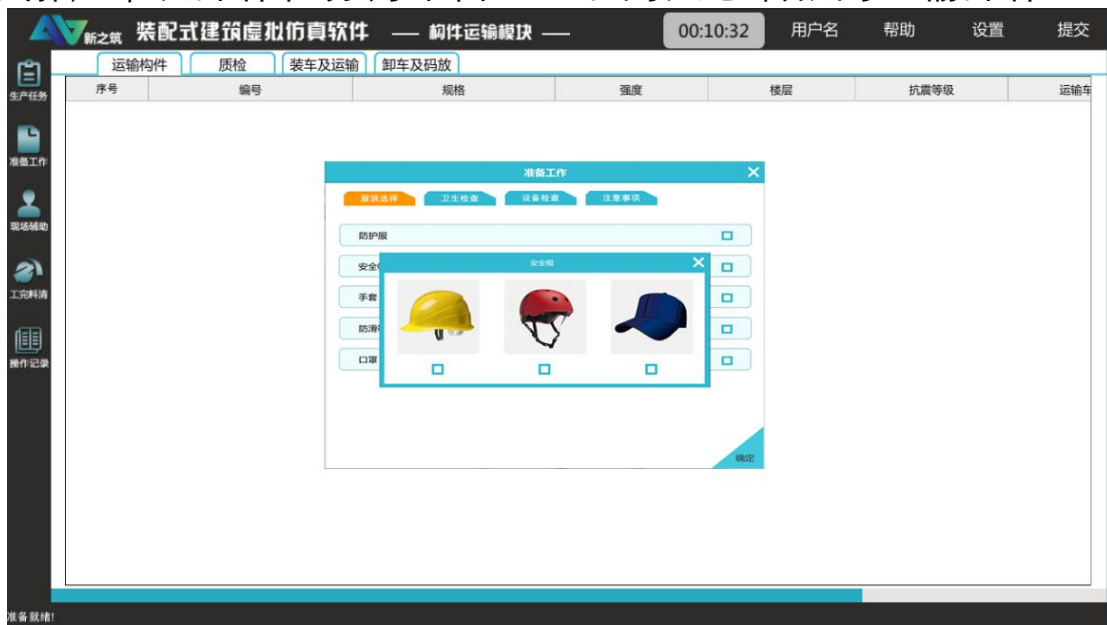 新之筑 装配式建筑虚拟仿真软件 — 构件运输模块 — 00:10:32 用户名 帮助 设置 提交
运输构件 质检 装车及运输 卸车及码放
序号 编号 规格 强度 楼层 抗震等级 运输车
生产任务
准备工作
现场辅助
工完料清
操作记录
准备工作
服装选择 卫生检查 设备检查 注意事项
防护服
安全
安全帽
手套
防滑
口罩
确定
准备就绪!